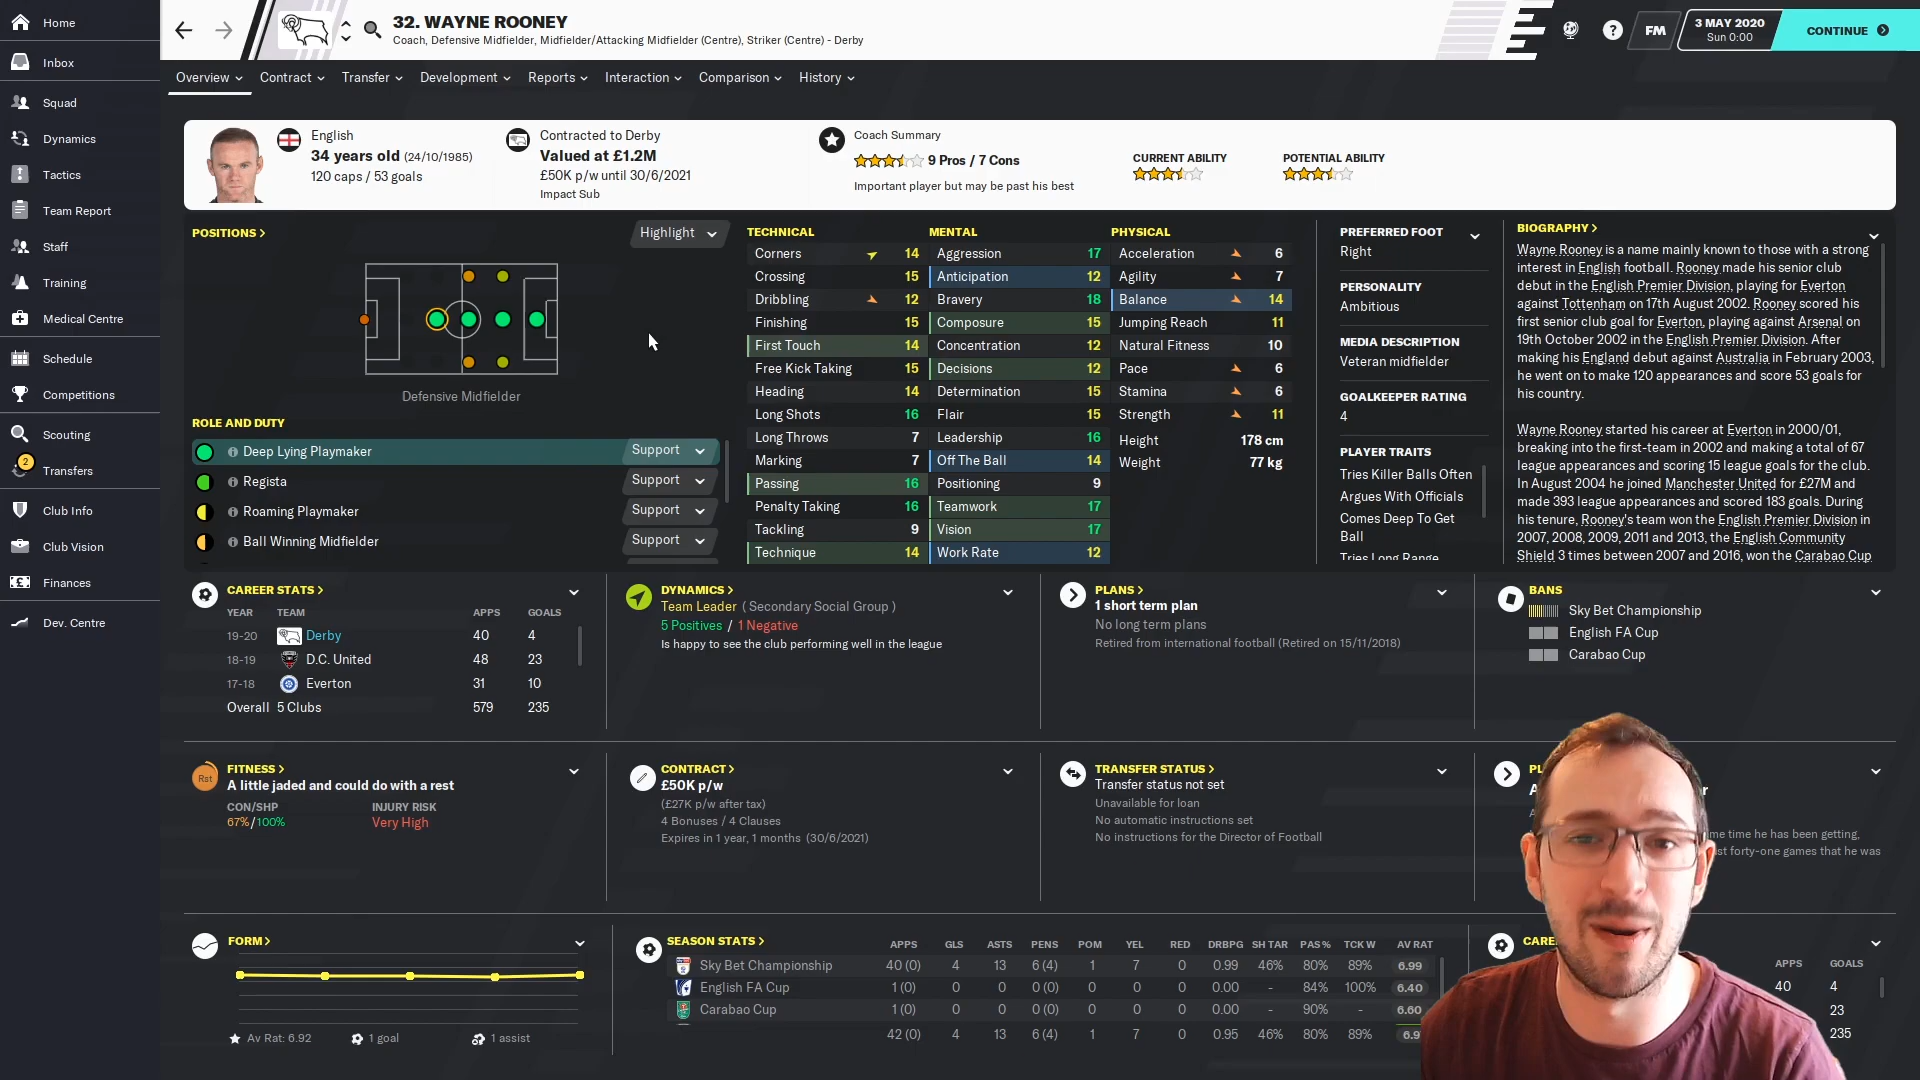 Home
Inbox
Squad
Dynamics
Tactics
Team Report
Staff
Training
Medical Centre
Schedule
Competitions
Scouting
2
Transfers
Club Info
Club Vision
Finances
Dev. Centre
32. WAYNE ROONEY
Coach, Defensive Midfielder, Midfielder/Attacking Midfielder (Centre), Striker (Centre) - Derby
?
FM
3 MAY 2020
Sun 0:00
CONTINUE
Overview Contract Transfer Development Reports Interaction Comparison History
English
34 years old (24/10/1985)
120 caps / 53 goals
Contracted to Derby
Valued at £1.2M
£50K p/w until 30/6/2021
Impact Sub
Coach Summary
9 Pros / 7 Cons
Important player but may be past his best
CURRENT ABILITY
POTENTIAL ABILITY
POSITIONS >
Highlight
Defensive Midfielder
ROLE AND DUTY
Deep Lying Playmaker Support
Regista Support
Roaming Playmaker Support
Ball Winning Midfielder Support
TECHNICAL
Corners 14
Crossing 15
Dribbling 12
Finishing 15
First Touch 14
Free Kick Taking 15
Heading 14
Long Shots 16
Long Throws 7
Marking 7
Passing 16
Penalty Taking 16
Tackling 9
Technique 14
MENTAL
Aggression 17
Anticipation 12
Bravery 18
Composure 15
Concentration 12
Decisions 12
Determination 15
Flair 15
Leadership 16
Off The Ball 14
Positioning 9
Teamwork 17
Vision 17
Work Rate 12
PHYSICAL
Acceleration 6
Agility 7
Balance 14
Jumping Reach 11
Natural Fitness 10
Pace 6
Stamina 6
Strength 11
Height 178 cm
Weight 77 kg
PREFERRED FOOT
Right
PERSONALITY
Ambitious
MEDIA DESCRIPTION
Veteran midfielder
GOALKEEPER RATING
4
PLAYER TRAITS
Tries Killer Balls Often
Argues With Officials
Comes Deep To Get
Ball
Tries Long Range
BIOGRAPHY >
Wayne Rooney is a name mainly known to those with a strong
interest in English football. Rooney made his senior club
debut in the English Premier Division, playing for Everton
against Tottenham on 17th August 2002. Rooney scored his
first senior club goal for Everton, playing against Arsenal on
19th October 2002 in the English Premier Division. After
making his England debut against Australia in February 2003,
he went on to make 120 appearances and score 53 goals for
his country.
Wayne Rooney started his career at Everton in 2000/01,
breaking into the first-team in 2002 and making a total of 67
league appearances and scoring 15 league goals for the club.
In August 2004 he joined Manchester United for £27M and
made 393 league appearances and scored 183 goals. During
his tenure, Rooney's team won the English Premier Division in
2007, 2008, 2009, 2011 and 2013, the English Community
Shield 3 times between 2007 and 2016, won the Carabao Cup
CAREER STATS >
YEAR TEAM APPS GOALS
19-20 Derby 40 4
18-19 D.C. United 48 23
17-18 Everton 31 10
Overall 5 Clubs 579 235
DYNAMICS >
Team Leader ( Secondary Social Group )
5 Positives / 1 Negative
Is happy to see the club performing well in the league
PLANS >
1 short term plan
No long term plans
Retired from international football (Retired on 15/11/2018)
BANS
Sky Bet Championship
English FA Cup
Carabao Cup
Rst
FITNESS >
A little jaded and could do with a rest
CON/SHP INJURY RISK
67%/100% Very High
CONTRACT >
£50K p/w
(£27K p/w after tax)
4 Bonuses / 4 Clauses
Expires in 1 year, 1 months (30/6/2021)
TRANSFER STATUS >
Transfer status not set
Unavailable for loan
No automatic instructions set
No instructions for the Director of Football
me time he has been getting,
forty-one games that he was
FORM >
Av Rat: 6.92 1 goal 1 assist
SEASON STATS > APPS GLS ASTS PENS POM YEL RED DRBPG SH TAR PAS % TCK W AV RAT
Sky Bet Championship 40 (0) 4 13 6 (4) 1 7 0 0.99 46% 80% 89% 6.99
English FA Cup 1 (0) 0 0 0 (0) 0 0 0 0.00 - 84% 100% 6.40
Carabao Cup 1 (0) 0 0 0 (0) 0 0 0 0.00 - 90% - 6.60
42 (0) 4 13 6 (4) 1 7 0 0.95 46% 80% 89%
APPS GOALS
40 4
23
235